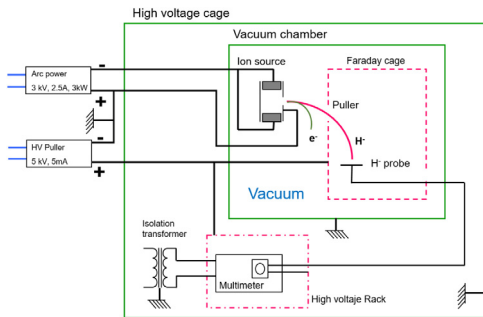 High voltage cage
Vacuum chamber
Ion source
Faraday cage
-
Arc power
3 kV, 2.5A, 3kW
+
Puller
-
e-
H-
HV Puller
5 kV, 5mA
+
H- probe
Vacuum
Isolation
transformer
Multimeter
High voltaje Rack